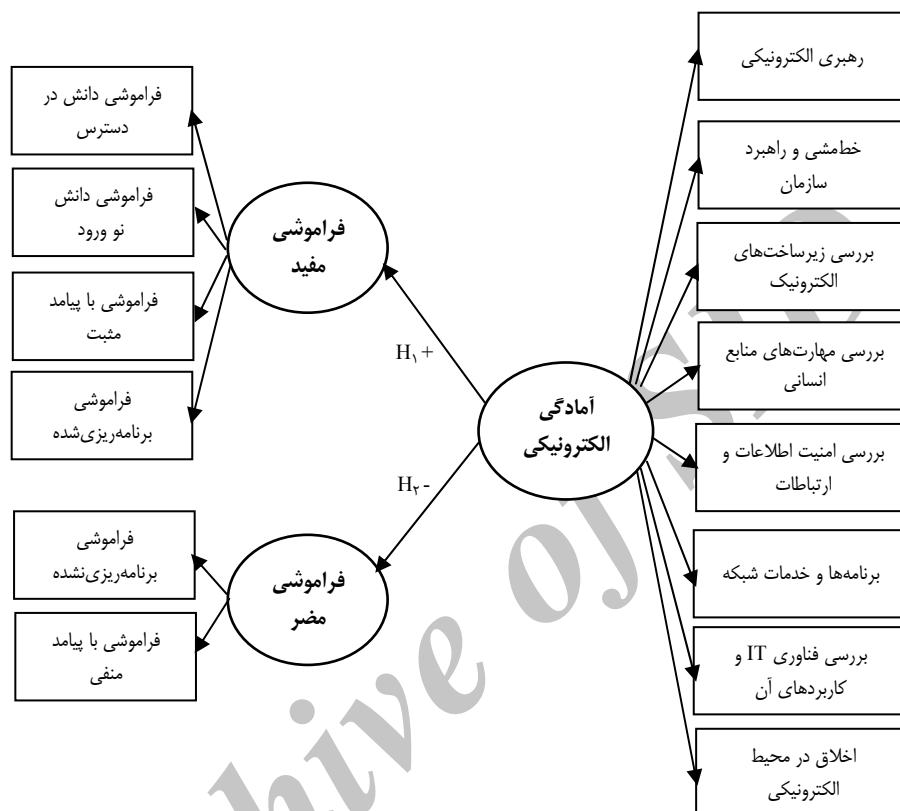 رهبری الکترونیکی
خط‌مشی و راهبرد
سازمان
بررسی زیرساخت‌های
الکترونیک
بررسی مهارت‌های منابع
انسانی
بررسی امنیت اطلاعات و
ارتباطات
برنامه‌ها و خدمات شبکه
بررسی فناوری IT و
کاربردهای آن
اخلاق در محیط
الکترونیکی
آمادگی
الکترونیکی
H۱+
H۲-
فراموشی
مفید
فراموشی
مضر
فراموشی دانش در
دسترس
فراموشی دانش
نو ورود
فراموشی با پیامد
مثبت
فراموشی
برنامه‌ریزی‌شده
فراموشی
برنامه‌ریزی‌نشده
فراموشی با پیامد
منفی
hive of SI